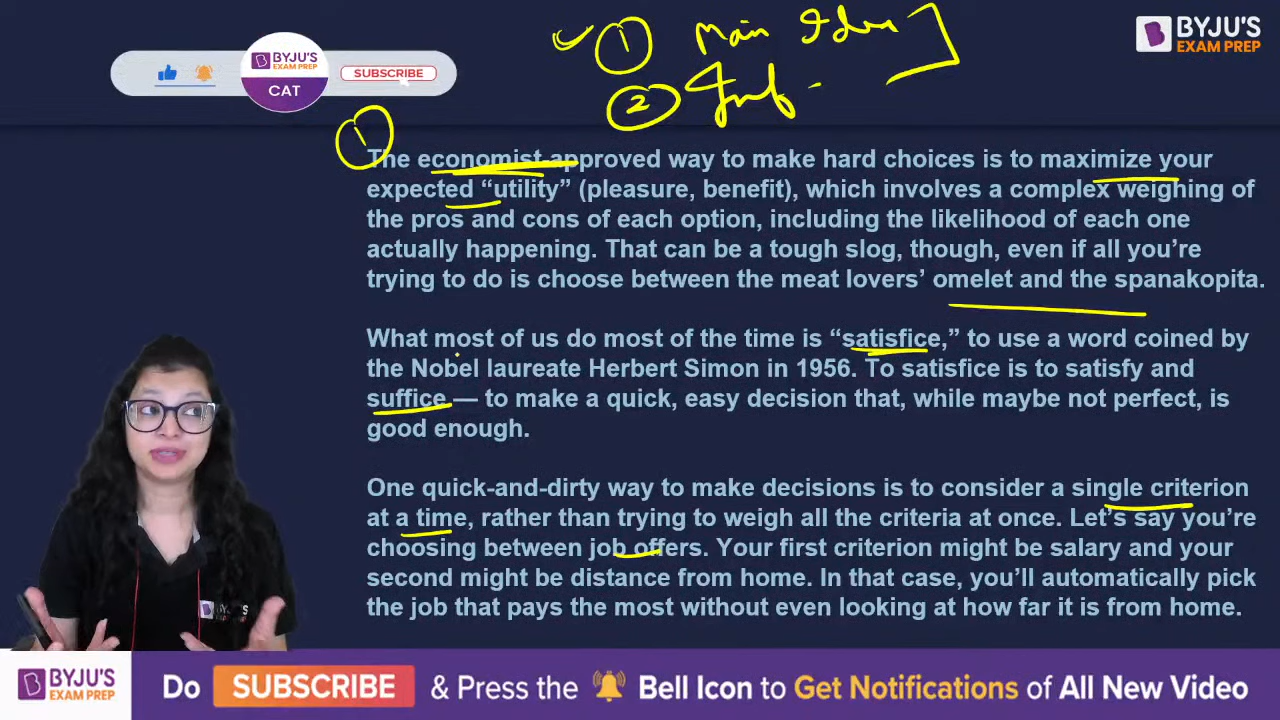 ① Main Idea
② Inf
BYJU'S
EXAM PREP
BYJU'S
EXAM PREP
CAT
SUBSCRIBE
①
The economist-approved way to make hard choices is to maximize your
expected “utility” (pleasure, benefit), which involves a complex weighing of
the pros and cons of each option, including the likelihood of each one
actually happening. That can be a tough slog, though, even if all you’re
trying to do is choose between the meat lovers’ omelet and the spanakopita.
What most of us do most of the time is “satisfice,” to use a word coined by
the Nobel laureate Herbert Simon in 1956. To satisfice is to satisfy and
suffice — to make a quick, easy decision that, while maybe not perfect, is
good enough.
One quick-and-dirty way to make decisions is to consider a single criterion
at a time, rather than trying to weigh all the criteria at once. Let’s say you’re
choosing between job offers. Your first criterion might be salary and your
second might be distance from home. In that case, you’ll automatically pick
the job that pays the most without even looking at how far it is from home.
BYJU'S
EXAM PREP
Do SUBSCRIBE & Press the Bell Icon to Get Notifications of All New Video